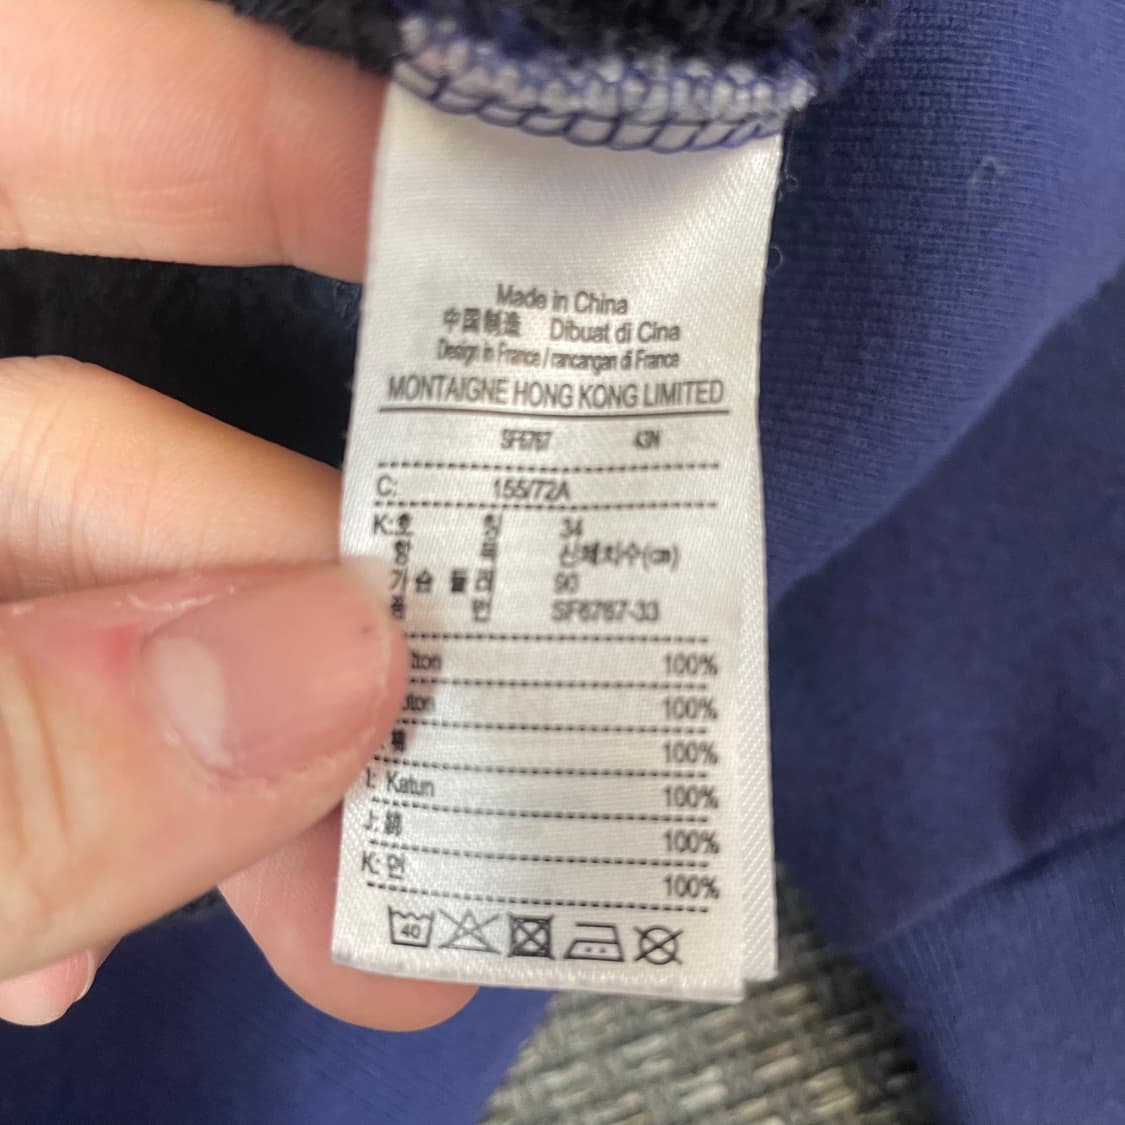 Made in China
中国制造 Dibuat di Cina
Design in France / rancangan di France
MONTAIGNE HONG KONG LIMITED
SF6767 43N
C: 155/72A
K:호 칭 34
신체치수(cm)
가슴 둘레 90
품 번 SF6767-33
100%
100%
棉 100%
I: Katun 100%
J: 綿 100%
K: 면 100%
40